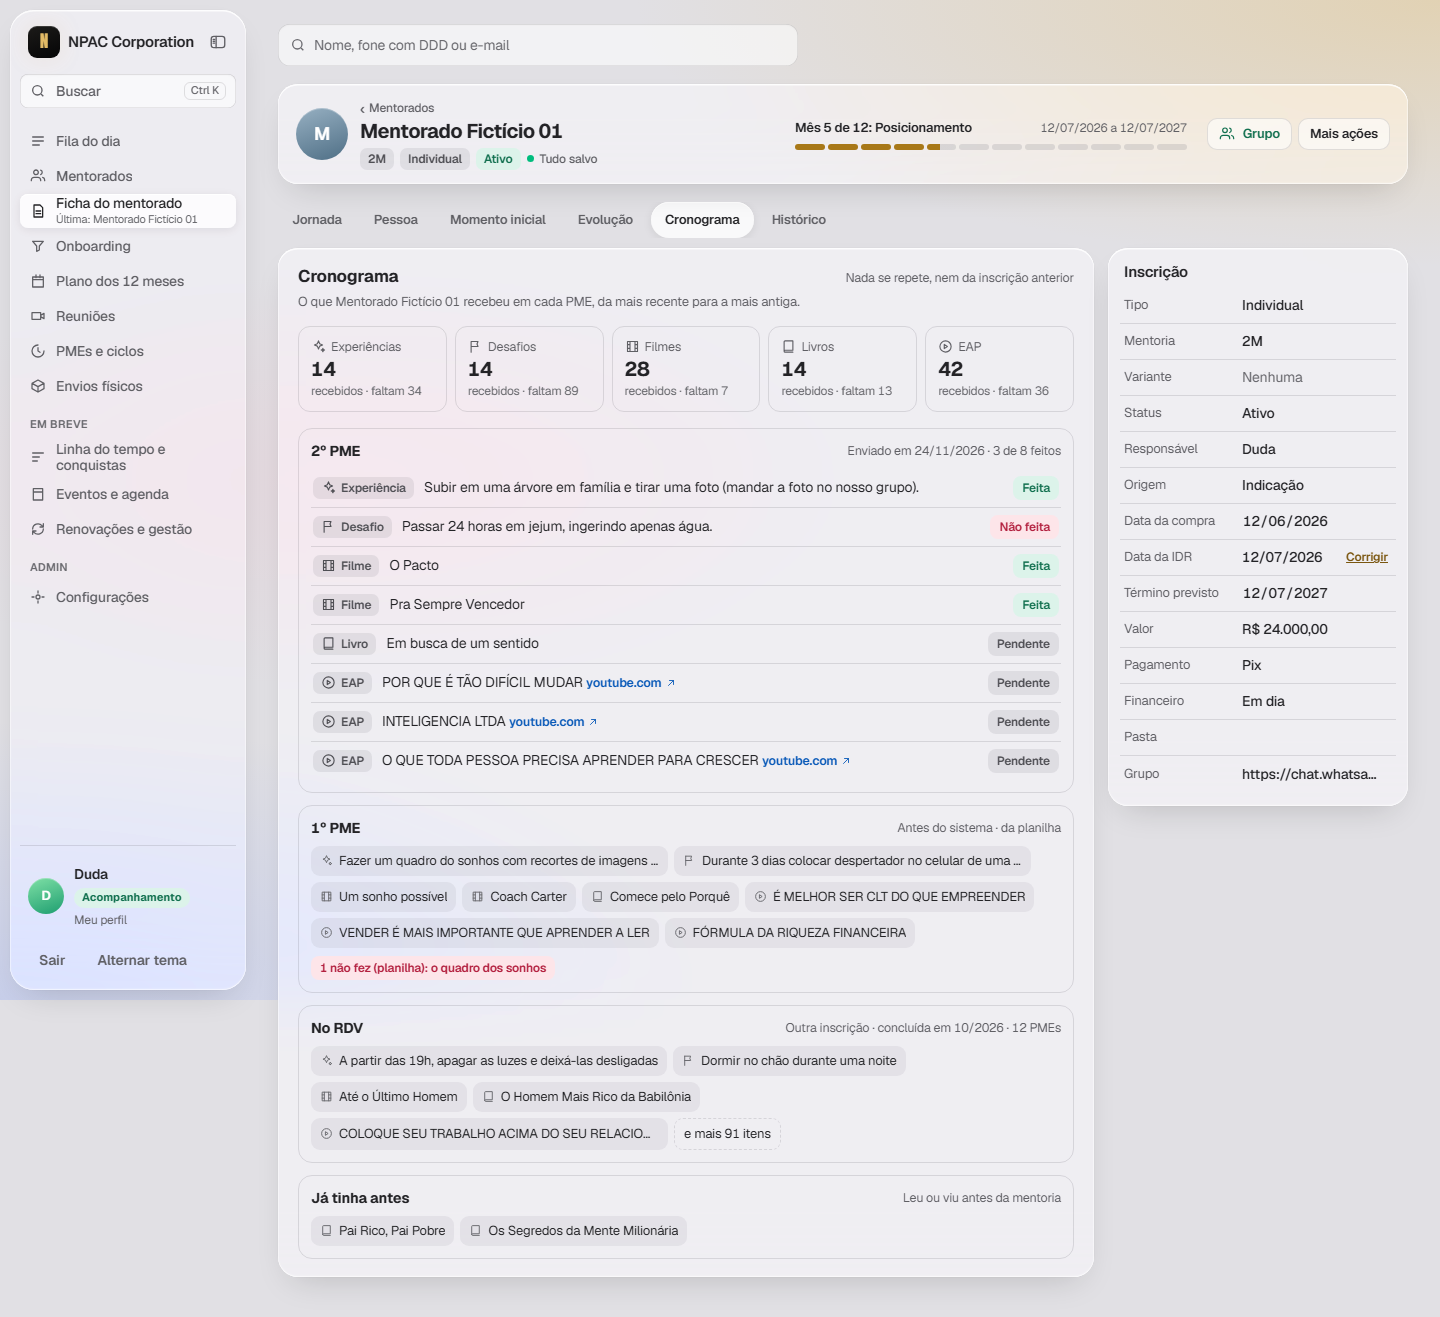 NPAC Corporation
Buscar
Ctrl K
Fila do dia
Mentorados
Ficha do mentorado
Última: Mentorado Fictício 01
Onboarding
Plano dos 12 meses
Reuniões
PMEs e ciclos
Envios físicos
EM BREVE
Linha do tempo e
conquistas
Eventos e agenda
Renovações e gestão
ADMIN
Configurações
D
Duda
Acompanhamento
Meu perfil
Sair
Alternar tema
Nome, fone com DDD ou e-mail
M
‹ Mentorados
Mentorado Fictício 01
2M
Individual
Ativo
Tudo salvo
Mês 5 de 12: Posicionamento
12/07/2026 a 12/07/2027
Grupo
Mais ações
Jornada
Pessoa
Momento inicial
Evolução
Cronograma
Histórico
Cronograma
Nada se repete, nem da inscrição anterior
O que Mentorado Fictício 01 recebeu em cada PME, da mais recente para a mais antiga.
Experiências
14
recebidos · faltam 34
Desafios
14
recebidos · faltam 89
Filmes
28
recebidos · faltam 7
Livros
14
recebidos · faltam 13
EAP
42
recebidos · faltam 36
2º PME
Enviado em 24/11/2026 · 3 de 8 feitos
Experiência Subir em uma árvore em família e tirar uma foto (mandar a foto no nosso grupo). Feita
Desafio Passar 24 horas em jejum, ingerindo apenas água. Não feita
Filme O Pacto Feita
Filme Pra Sempre Vencedor Feita
Livro Em busca de um sentido Pendente
EAP POR QUE É TÃO DIFÍCIL MUDAR youtube.com ↗ Pendente
EAP INTELIGENCIA LTDA youtube.com ↗ Pendente
EAP O QUE TODA PESSOA PRECISA APRENDER PARA CRESCER youtube.com ↗ Pendente
1º PME
Antes do sistema · da planilha
Fazer um quadro do sonhos com recortes de imagens ...
Durante 3 dias colocar despertador no celular de uma ...
Um sonho possível
Coach Carter
Comece pelo Porquê
É MELHOR SER CLT DO QUE EMPREENDER
VENDER É MAIS IMPORTANTE QUE APRENDER A LER
FÓRMULA DA RIQUEZA FINANCEIRA
1 não fez (planilha): o quadro dos sonhos
No RDV
Outra inscrição · concluída em 10/2026 · 12 PMEs
A partir das 19h, apagar as luzes e deixá-las desligadas
Dormir no chão durante uma noite
Até o Último Homem
O Homem Mais Rico da Babilônia
COLOQUE SEU TRABALHO ACIMA DO SEU RELACIO...
e mais 91 itens
Já tinha antes
Leu ou viu antes da mentoria
Pai Rico, Pai Pobre
Os Segredos da Mente Milionária
Inscrição
Tipo Individual
Mentoria 2M
Variante Nenhuma
Status Ativo
Responsável Duda
Origem Indicação
Data da compra 12/06/2026
Data da IDR 12/07/2026 Corrigir
Término previsto 12/07/2027
Valor R$ 24.000,00
Pagamento Pix
Financeiro Em dia
Pasta
Grupo https://chat.whatsa...